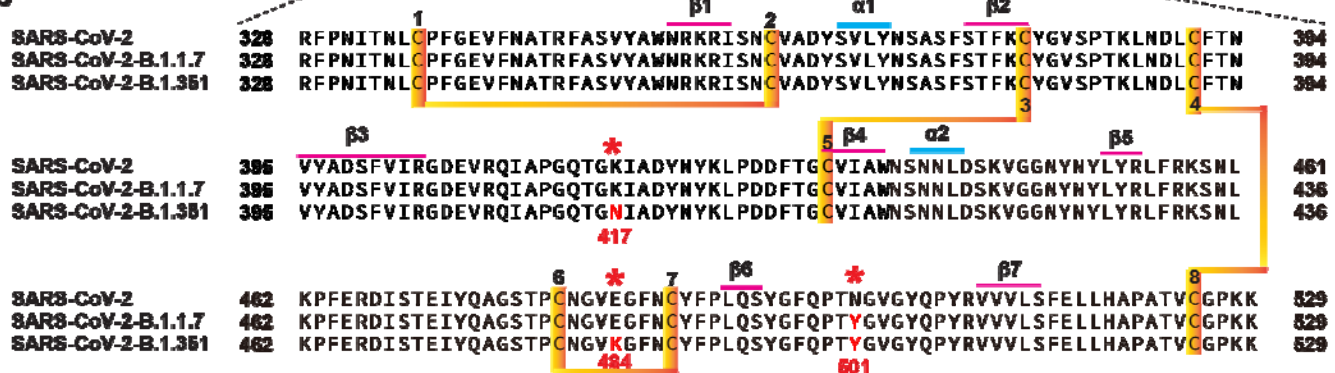 1 β1 2 α1 β2
SARS-CoV-2 328 RFPNITNLCPFGEVFNATRFASVYAWNRKRISNCVADYSVLYNSASFSTFKCYGVSPTKLNDLCFTN 394
SARS-CoV-2-B.1.1.7 328 RFPNITNLCPFGEVFNATRFASVYAWNRKRISNCVADYSVLYNSASFSTFKCYGVSPTKLNDLCFTN 394
SARS-CoV-2-B.1.351 328 RFPNITNLCPFGEVFNATRFASVYAWNRKRISNCVADYSVLYNSASFSTFKCYGVSPTKLNDLCFTN 394
3 4
β3 * 5 β4 α2 β5
SARS-CoV-2 395 VYADSFVIRGDEVRQIAPGQTGKIADYNYKLPDDFTGCVIAWNSNNLDSKVGGNYNYLYRLFRKSNL 461
SARS-CoV-2-B.1.1.7 395 VYADSFVIRGDEVRQIAPGQTGKIADYNYKLPDDFTGCVIAWNSNNLDSKVGGNYNYLYRLFRKSNL 436
SARS-CoV-2-B.1.351 395 VYADSFVIRGDEVRQIAPGQTGNIADYNYKLPDDFTGCVIAWNSNNLDSKVGGNYNYLYRLFRKSNL 436
417
6 * 7 β6 * β7 8
SARS-CoV-2 462 KPFERDISTEIYQAGSTPCNGVEGFNCYFPLQSYGFQPTNGVGYQPYRVVVLSFELLHAPATVCGPKK 529
SARS-CoV-2-B.1.1.7 462 KPFERDISTEIYQAGSTPCNGVEGFNCYFPLQSYGFQPTYGVGYQPYRVVVLSFELLHAPATVCGPKK 529
SARS-CoV-2-B.1.351 462 KPFERDISTEIYQAGSTPCNGVKGFNCYFPLQSYGFQPTYGVGYQPYRVVVLSFELLHAPATVCGPKK 529
484 501